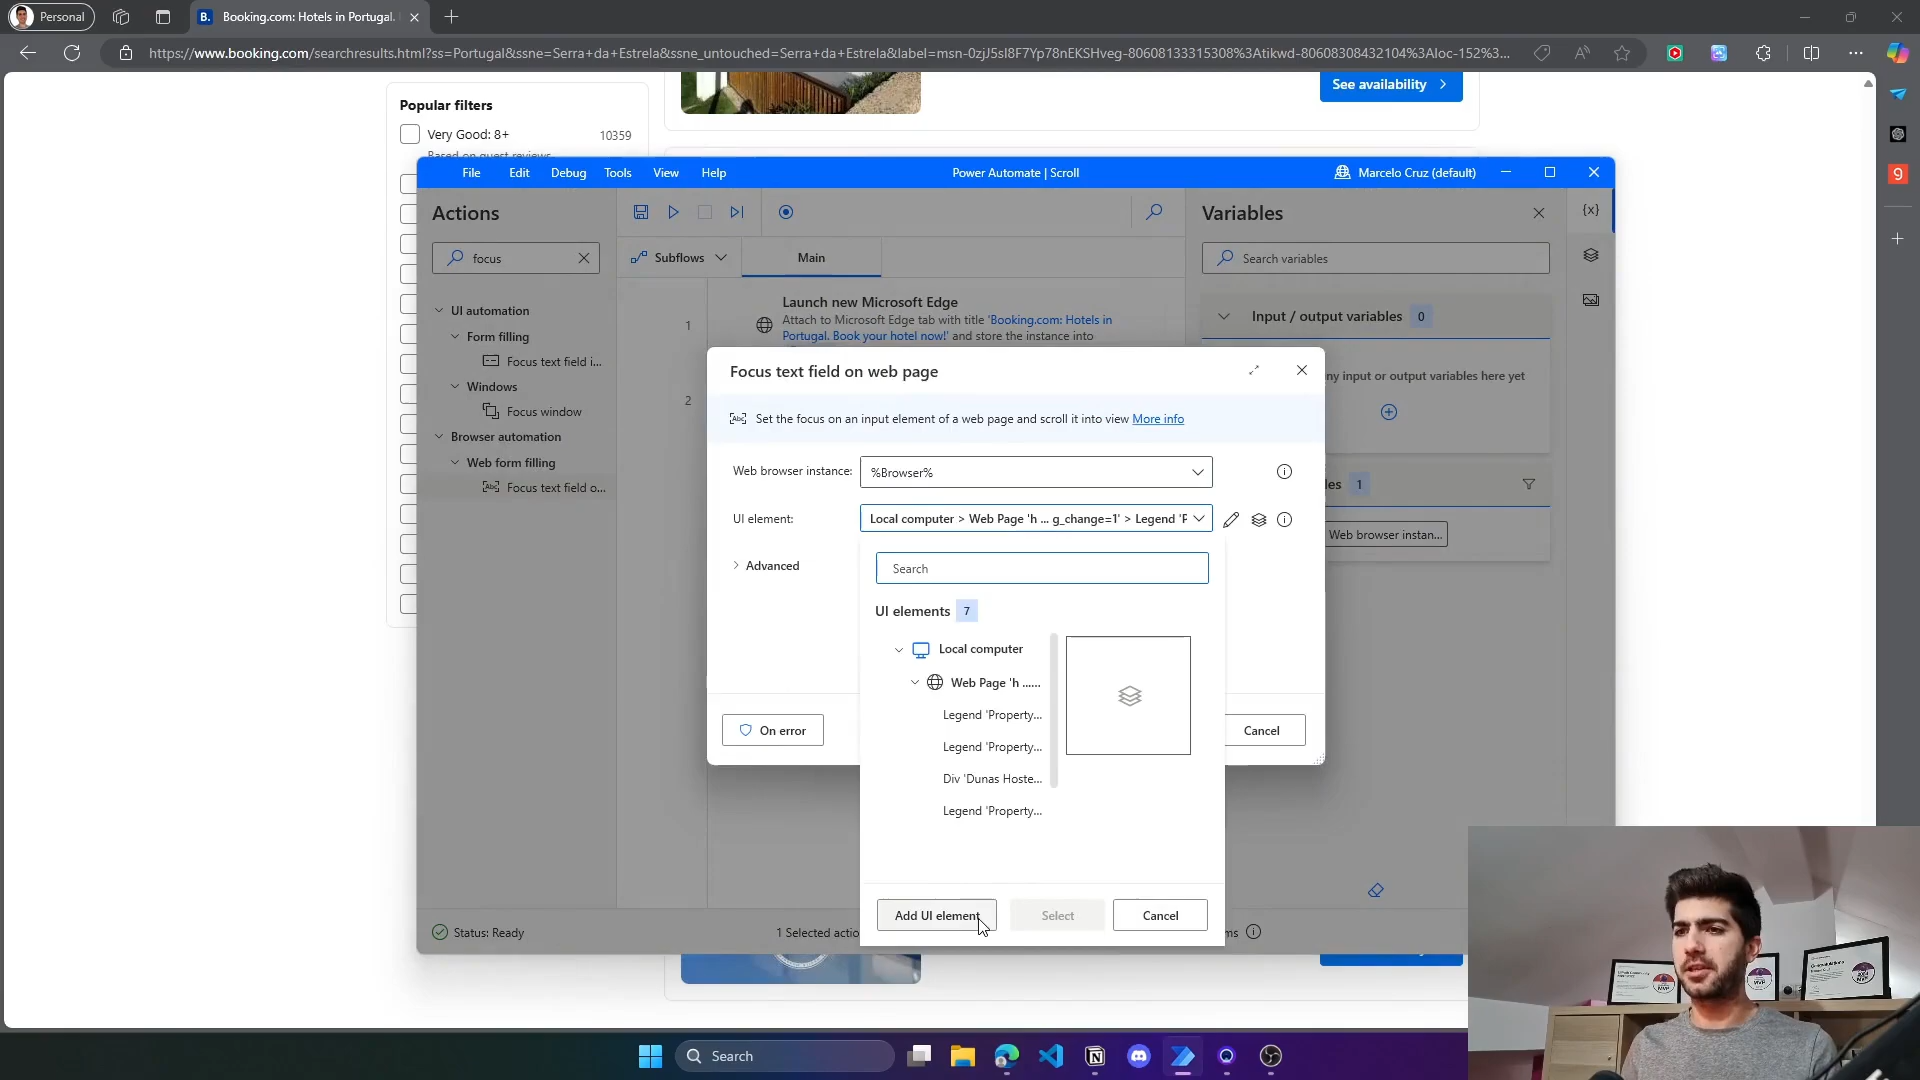 Personal
Booking.com: Hotels in Portugal.
https://www.booking.com/searchresults.html?ss=Portugal&ssne=Serra+da+Estrela&ssne_untouched=Serra+da+Estrela&label=msn-0zjJ5sI8F7Yp78nEKSHveg-80608133315308%3Atikwd-80608308432104%3Aloc-152%3...
Popular filters
Very Good: 8+
10359
Based on guest reviews
See availability
File
Edit
Debug
Tools
View
Help
Power Automate | Scroll
Marcelo Cruz (default)
Actions
focus
UI automation
Form filling
Focus text field i...
Windows
Focus window
Browser automation
Web form filling
Focus text field o...
Subflows
Main
1
Launch new Microsoft Edge
Attach to Microsoft Edge tab with title 'Booking.com: Hotels in
Portugal. Book your hotel now!' and store the instance into
2
Variables
{x}
Search variables
Input / output variables 0
ny input or output variables here yet
les 1
Web browser instan...
Focus text field on web page
Set the focus on an input element of a web page and scroll it into view More info
Web browser instance:
%Browser%
UI element:
Local computer > Web Page 'h ... g_change=1' > Legend 'F
Advanced
Search
UI elements 7
Local computer
Web Page 'h ......
Legend 'Property...
Legend 'Property...
Div 'Dunas Hoste...
Legend 'Property...
On error
Cancel
Add UI element
Select
Cancel
Status: Ready
1 Selected actio
ms
Search
9